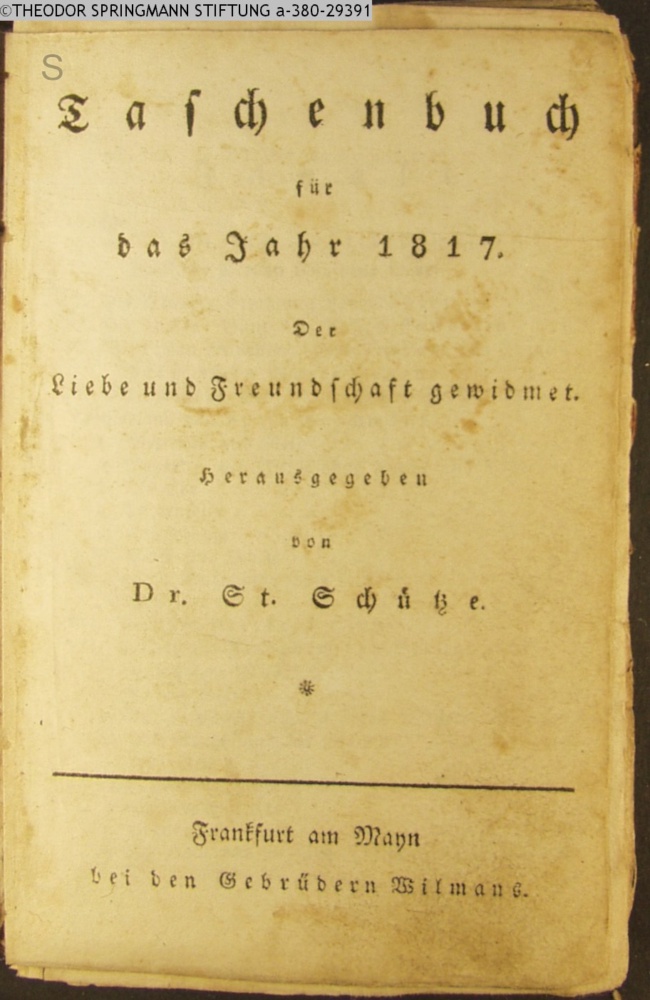 ©THEODOR SPRINGMANN STIFTUNG a-380-29391
S
Taschenbuch
für
das Jahr 1817.
Der
Liebe und Freundschaft gewidmet.
Herausgegeben
von
Dr. St. Schütze.
*
Frankfurt am Mayn
bei den Gebrüdern Wilmans.